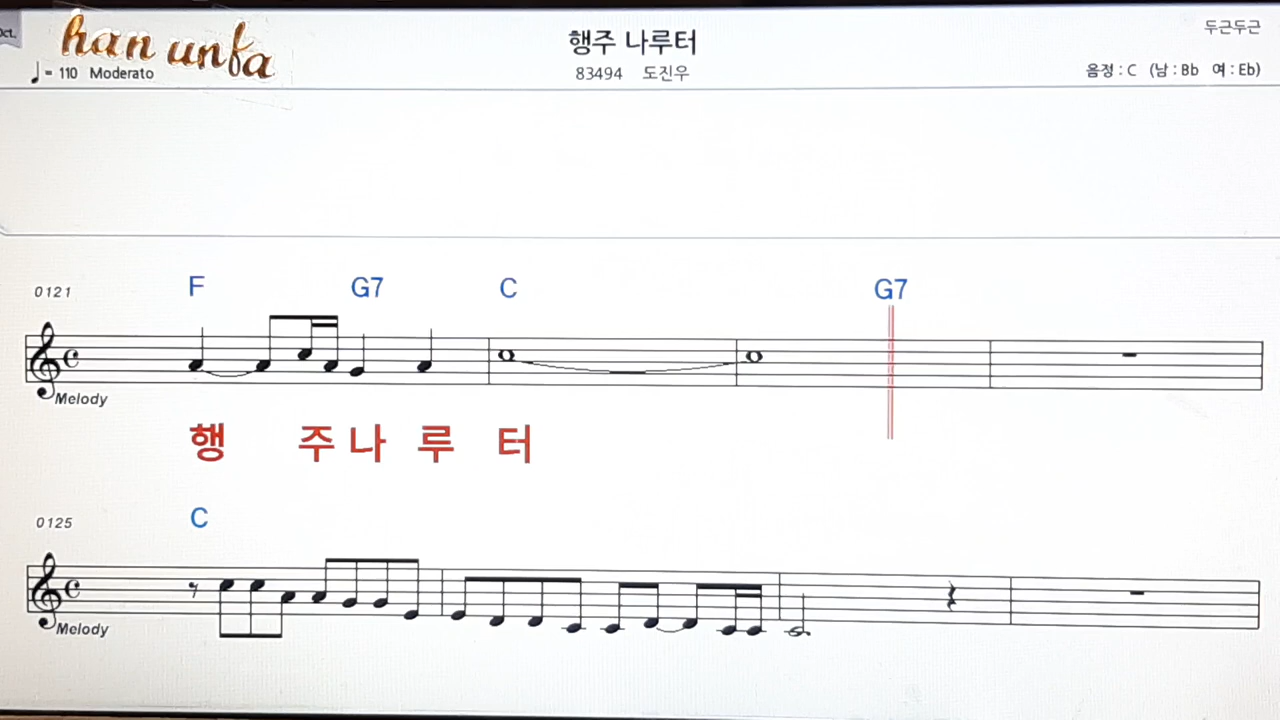 Oct.
han unfa
행주 나루터
두근두근
♩= 110 Moderato
83494 도진우
음정 : C (남 : Bb 여 : Eb)
0121
F G7 C G7
Melody
행 주 나 루 터
0125
C
Melody